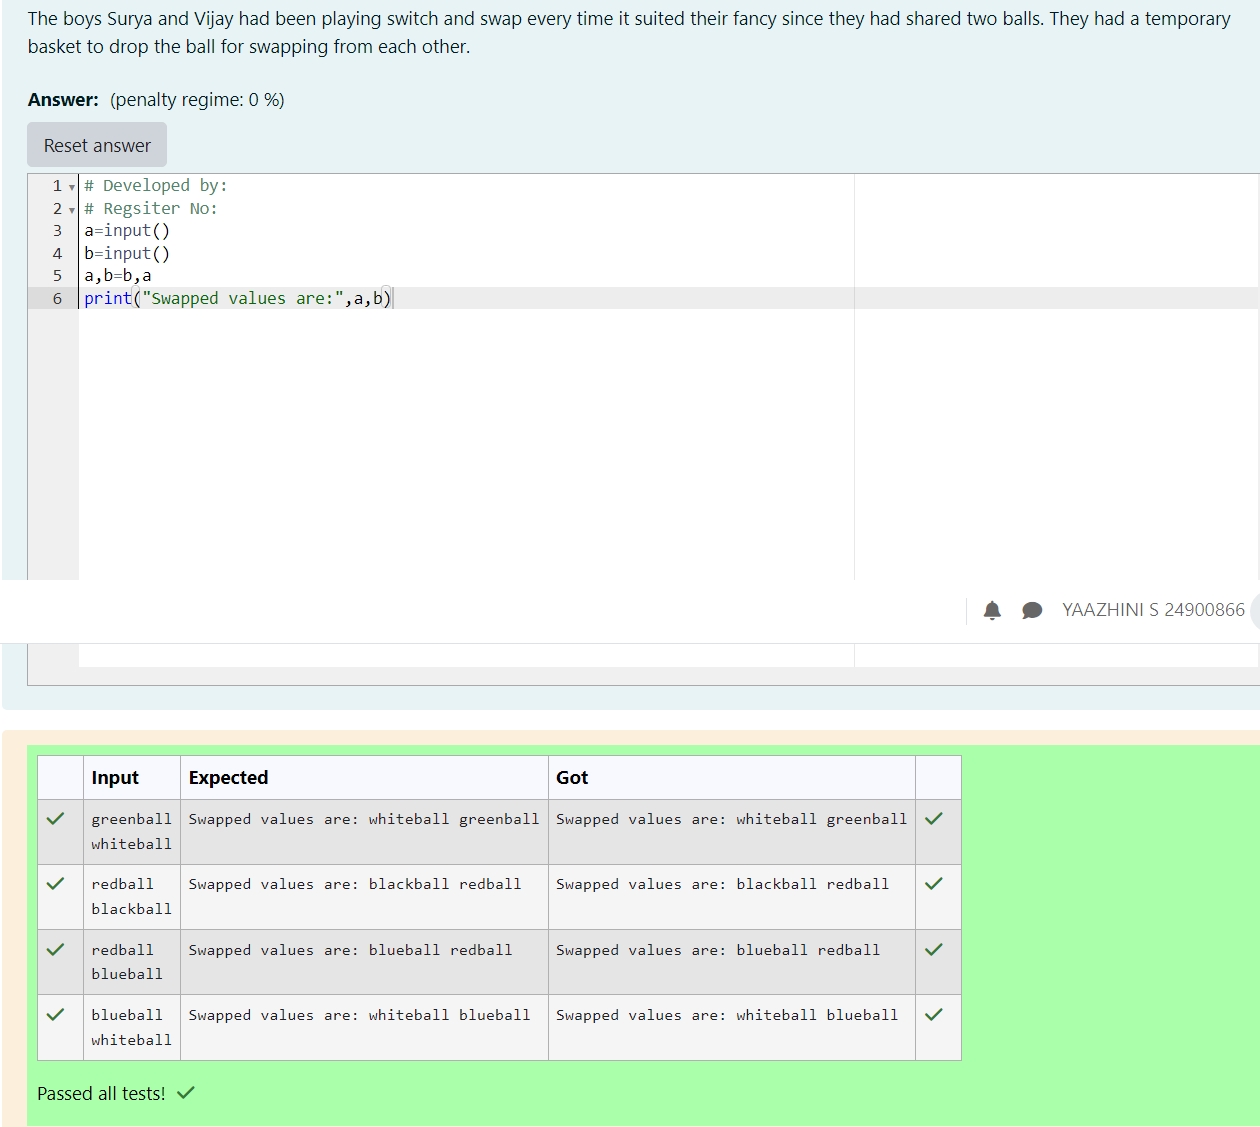 The boys Surya and Vijay had been playing switch and swap every time it suited their fancy since they had shared two balls. They had a temporary
basket to drop the ball for swapping from each other.
Answer: (penalty regime: 0 %)
Reset answer
1 # Developed by:
2 # Regsiter No:
3 a=input()
4 b=input()
5 a,b=b,a
6 print("Swapped values are:",a,b)
YAAZHINI S 24900866
Input Expected Got
greenball Swapped values are: whiteball greenball Swapped values are: whiteball greenball
whiteball
redball Swapped values are: blackball redball Swapped values are: blackball redball
blackball
redball Swapped values are: blueball redball Swapped values are: blueball redball
blueball
blueball Swapped values are: whiteball blueball Swapped values are: whiteball blueball
whiteball
Passed all tests!